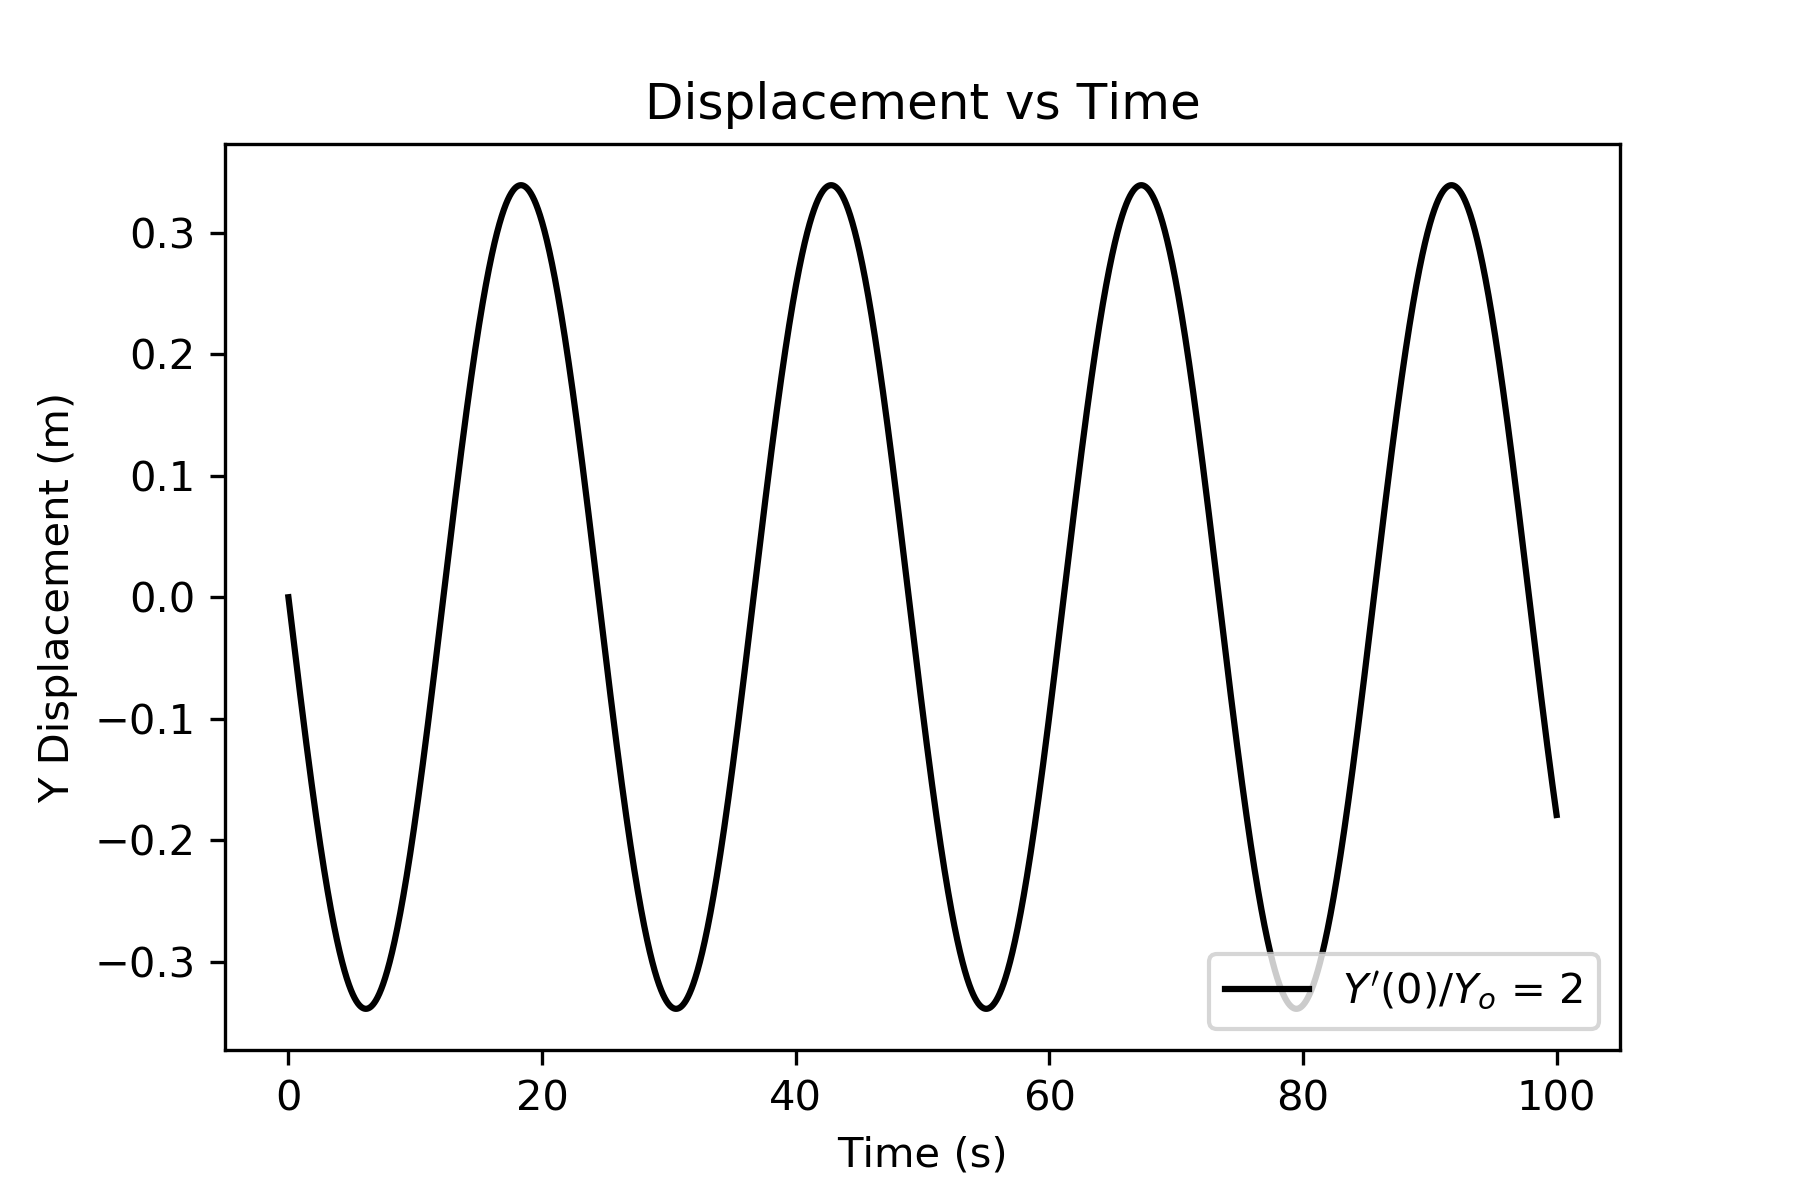 Displacement vs Time
Y Displacement (m)
0.3
0.2
0.1
0.0
−0.1
−0.2
−0.3
Y′(0)/Yₒ = 2
0 20 40 60 80 100
Time (s)